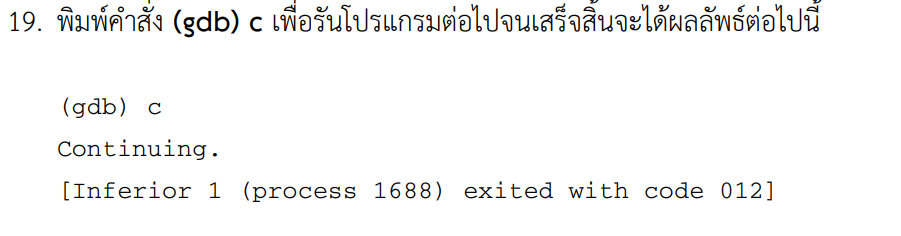 19. พิมพ์คำสั่ง (gdb) c เพื่อรันโปรแกรมต่อไปจนเสร็จสิ้นจะได้ผลลัพธ์ต่อไปนี้
(gdb) c
Continuing.
[Inferior 1 (process 1688) exited with code 012]